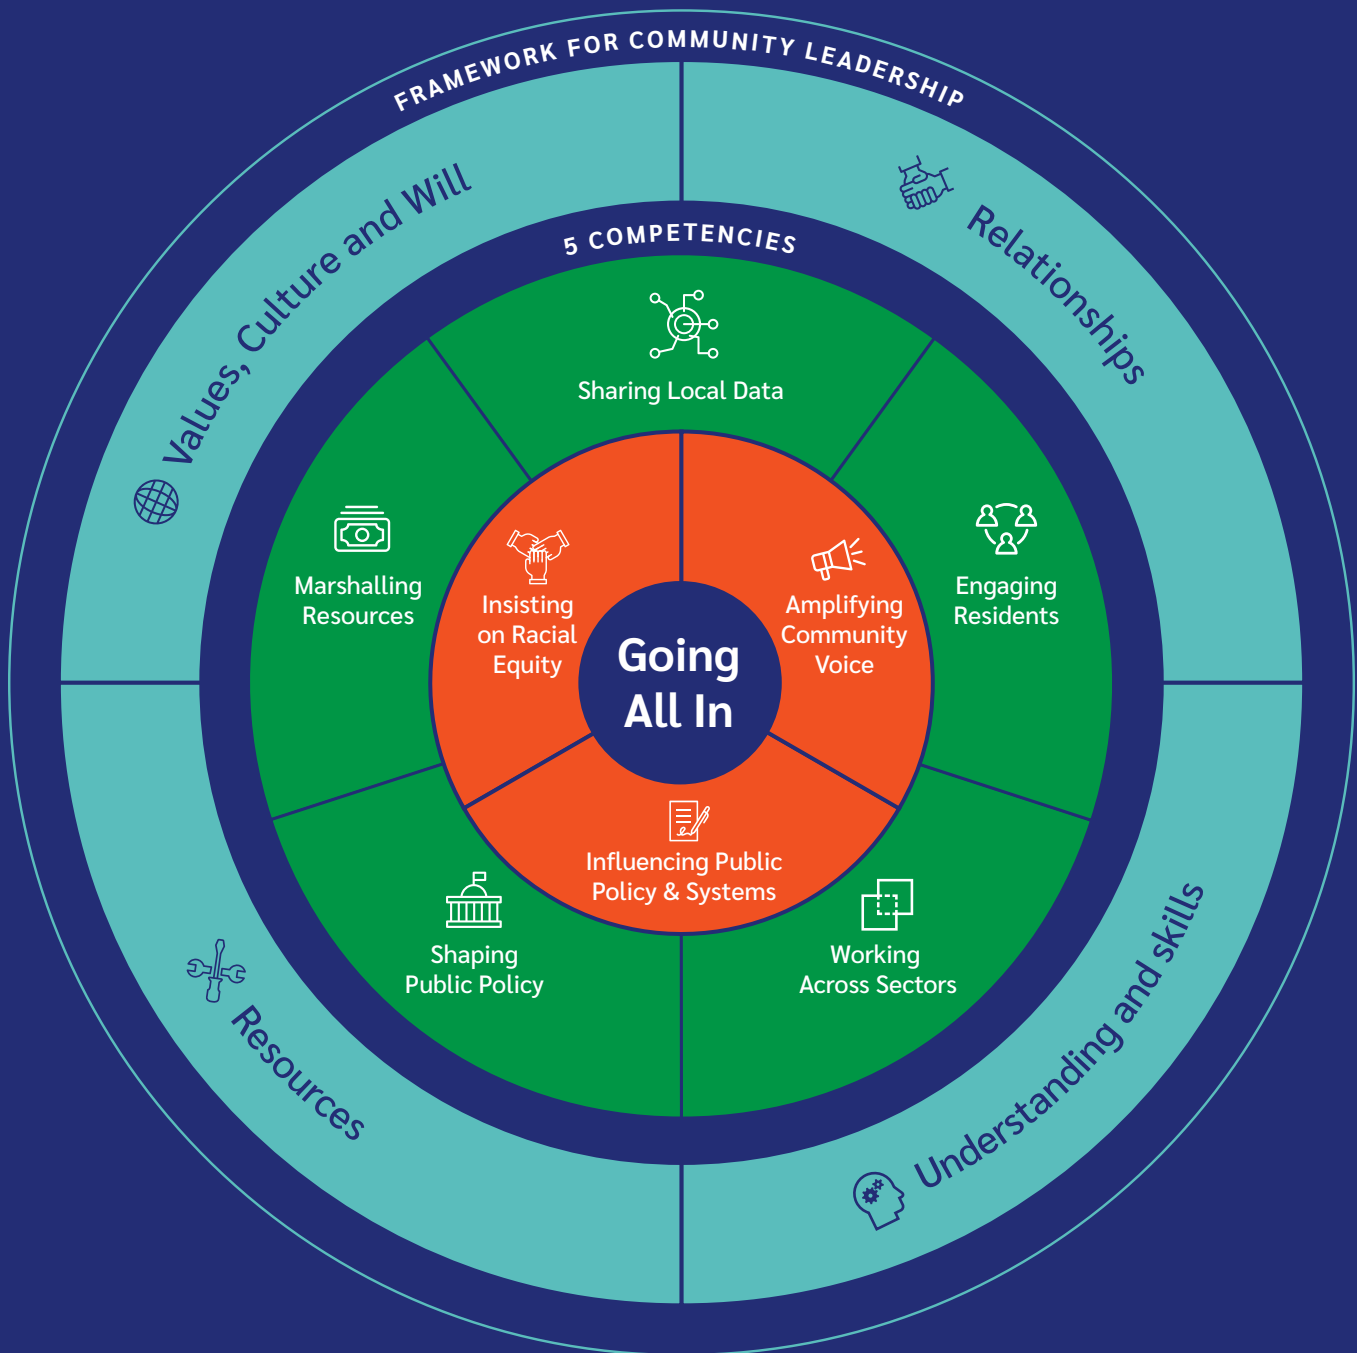 FRAMEWORK FOR COMMUNITY LEADERSHIP
Values, Culture and Will
Relationships
5 COMPETENCIES
Sharing Local Data
Marshalling
Resources
Engaging
Residents
Insisting
on Racial
Equity
Amplifying
Community
Voice
Going
All In
Influencing Public
Policy & Systems
Shaping
Public Policy
Working
Across Sectors
Resources
Understanding and skills